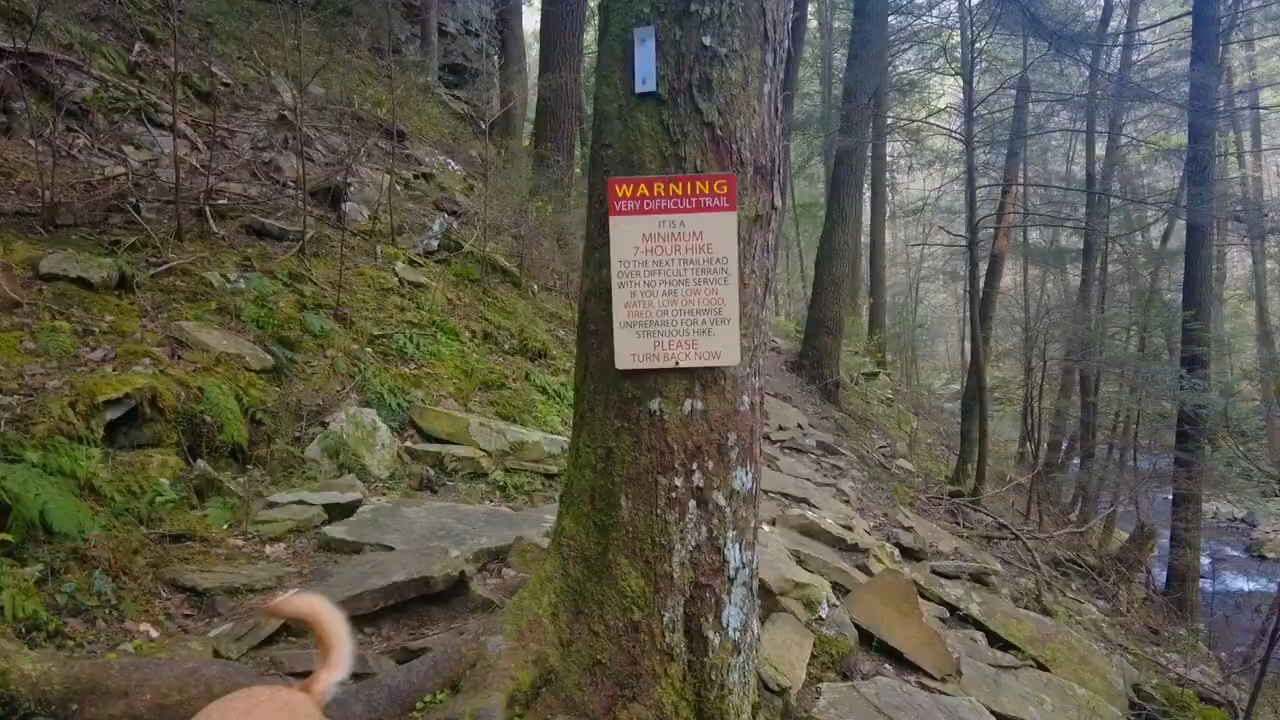 WARNING
VERY DIFFICULT TRAIL
IT IS A
MINIMUM
7-HOUR HIKE
TO THE NEXT TRAILHEAD
OVER DIFFICULT TERRAIN,
WITH NO PHONE SERVICE.
IF YOU ARE LOW ON
WATER, LOW ON FOOD,
TIRED, OR OTHERWISE
UNPREPARED FOR A VERY
STRENUOUS HIKE,
PLEASE
TURN BACK NOW